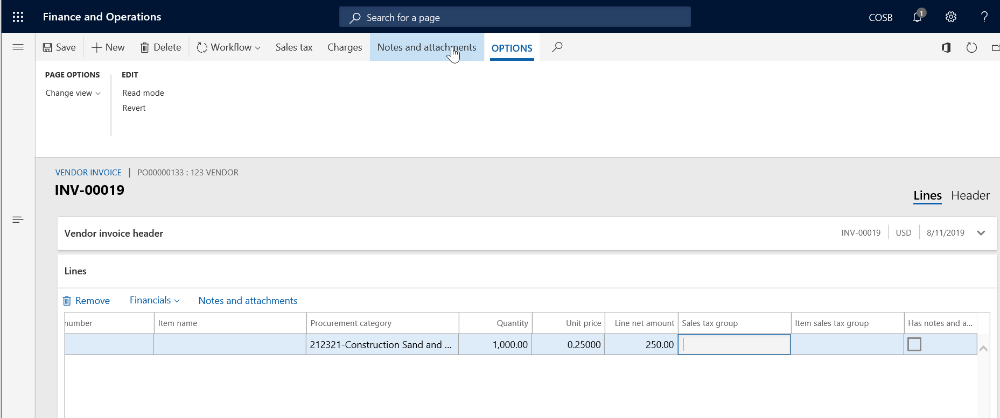 Finance and Operations
Search for a page
COSB
1
?
Save
New
Delete
Workflow
Sales tax
Charges
Notes and attachments
OPTIONS
PAGE OPTIONS
EDIT
Change view
Read mode
Revert
VENDOR INVOICE | PO00000133 : 123 VENDOR
INV-00019
Lines
Header
Vendor invoice header
INV-00019
USD
8/11/2019
Lines
Remove
Financials
Notes and attachments
number
Item name
Procurement category
Quantity
Unit price
Line net amount
Sales tax group
Item sales tax group
Has notes and a...
212321-Construction Sand and ...
1,000.00
0.25000
250.00